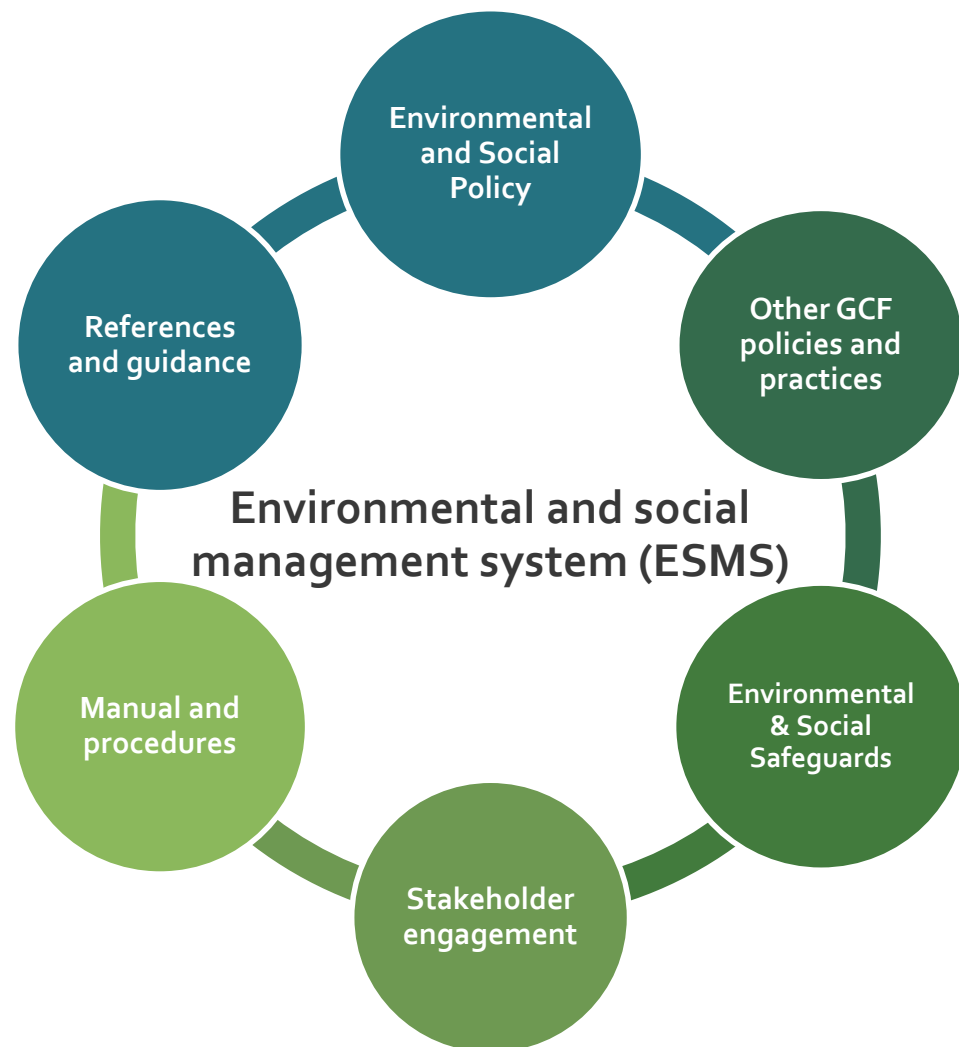 Environmental
and Social
Policy
Other GCF
policies and
practices
References
and guidance
Environmental and social
management system (ESMS)
Environmental
& Social
Safeguards
Manual and
procedures
Stakeholder
engagement